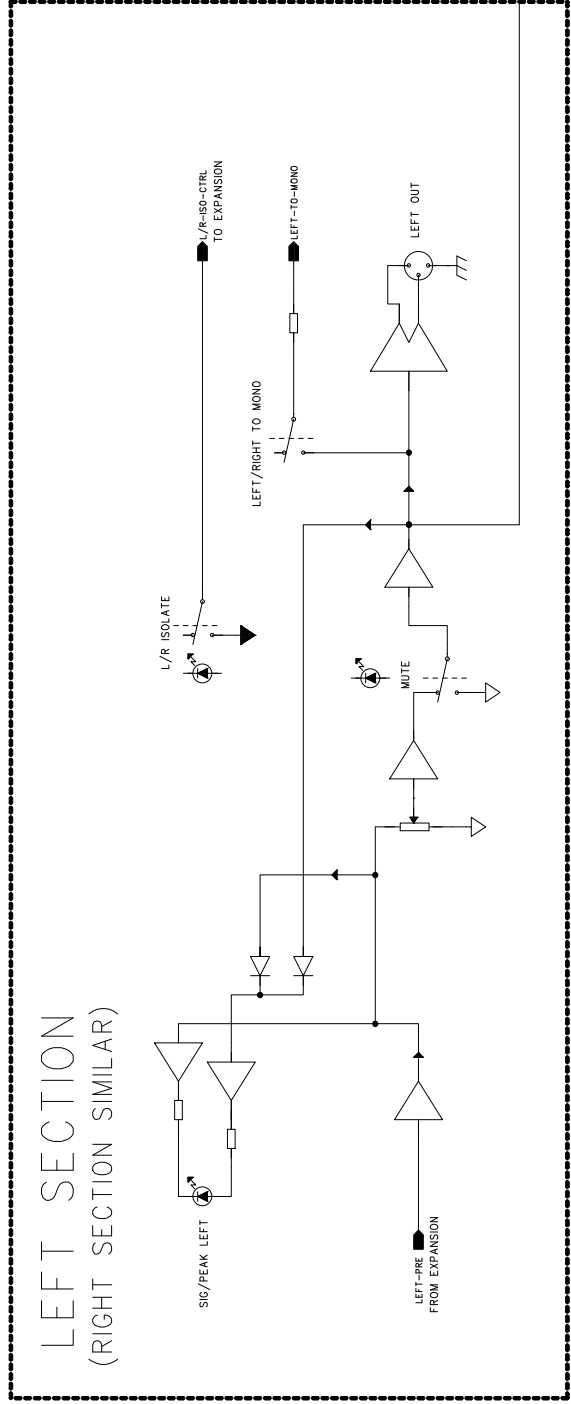 LEFT SECTION
(RIGHT SECTION SIMILAR)
SIG/PEAK LEFT
LEFT-PRE
FROM EXPANSION
L/R ISOLATE
L/R-ISO-CTRL
TO EXPANSION
MUTE
LEFT/RIGHT TO MONO
LEFT-TO-MONO
LEFT OUT